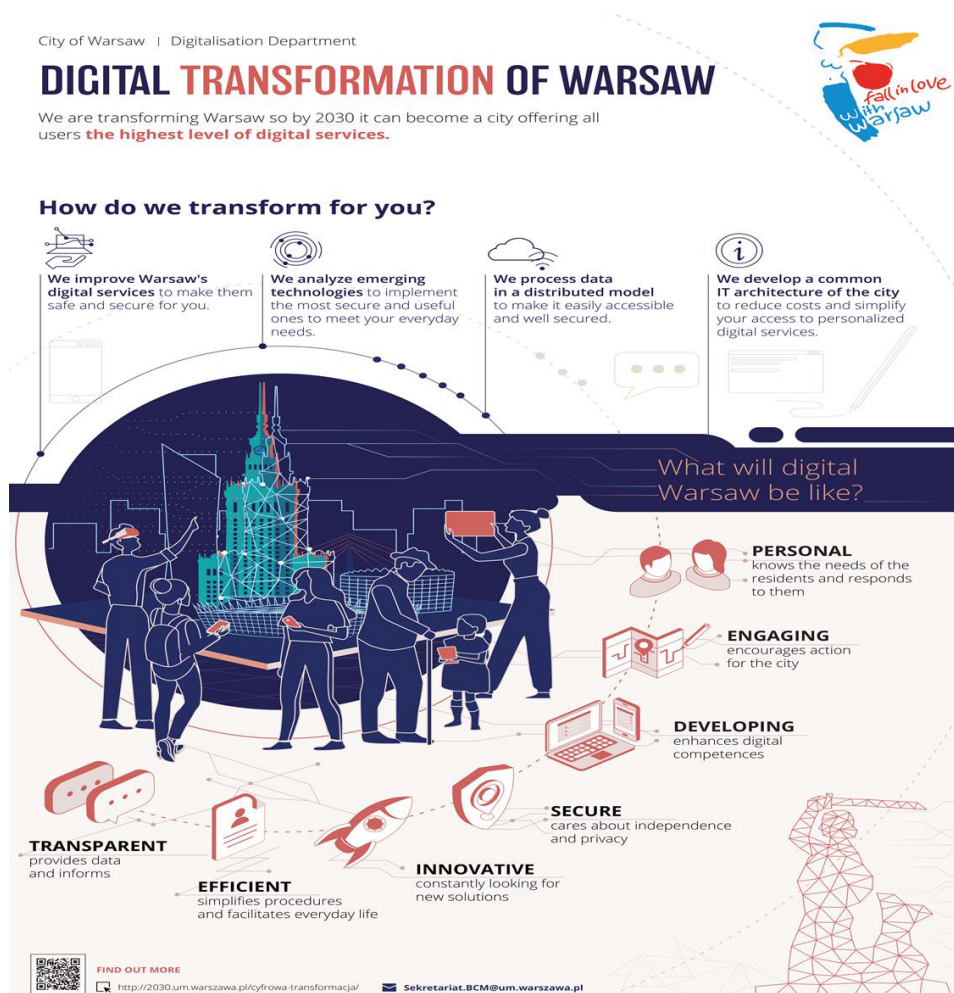 City of Warsaw | Digitalisation Department
DIGITAL TRANSFORMATION OF WARSAW
We are transforming Warsaw so by 2030 it can become a city offering all
users the highest level of digital services.
fall in love
with
warsaw
How do we transform for you?
We improve Warsaw's
digital services to make them
safe and secure for you.
We analyze emerging
technologies to implement
the most secure and useful
ones to meet your everyday
needs.
We process data
in a distributed model
to make it easily accessible
and well secured.
We develop a common
IT architecture of the city
to reduce costs and simplify
your access to personalized
digital services.
What will digital
Warsaw be like?
PERSONAL
knows the needs of the
residents and responds
to them
ENGAGING
encourages action
for the city
DEVELOPING
enhances digital
competences
SECURE
cares about independence
and privacy
INNOVATIVE
constantly looking for
new solutions
EFFICIENT
simplifies procedures
and facilitates everyday life
TRANSPARENT
provides data
and informs
FIND OUT MORE
http://2030.um.warszawa.pl/cyfrowa-transformacja/
Sekretariat.BCM@um.warszawa.pl